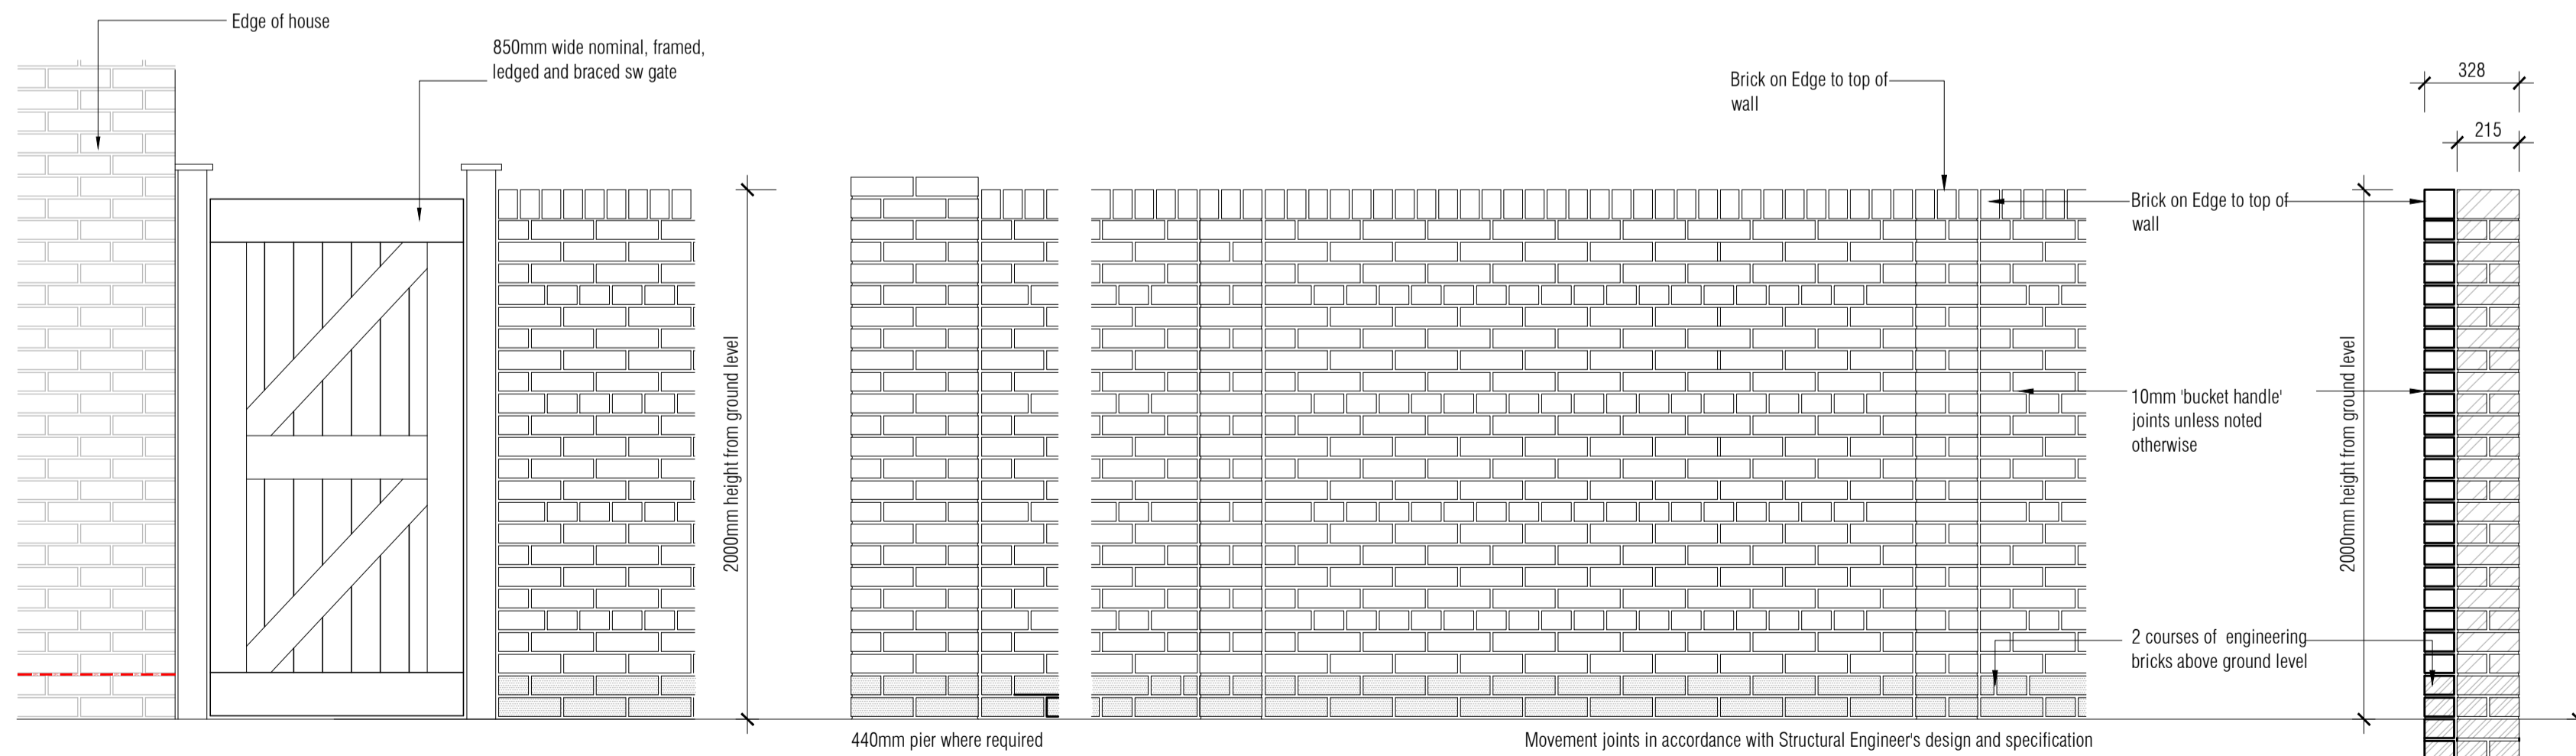 Edge of house
850mm wide nominal, framed,
ledged and braced sw gate
2000mm height from ground level
440mm pier where required
Brick on Edge to top of
wall
Movement joints in accordance with Structural Engineer's design and specification
Brick on Edge to top of
wall
10mm 'bucket handle'
joints unless noted
otherwise
2 courses of engineering
bricks above ground level
2000mm height from ground level
328
215